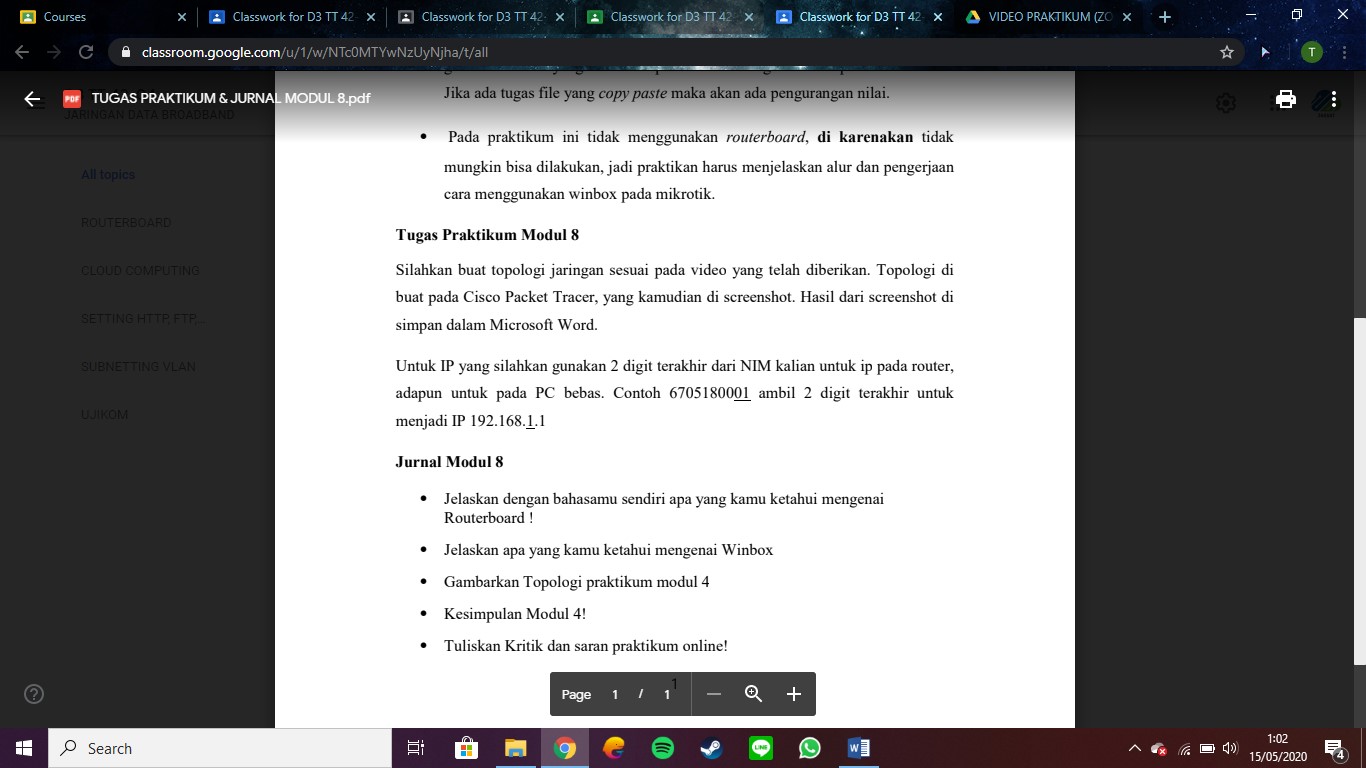 Courses
Classwork for D3 TT 42-
Classwork for D3 TT 42-
Classwork for D3 TT 42-
Classwork for D3 TT 42-
VIDEO PRAKTIKUM (ZO
classroom.google.com/u/1/w/NTc0MTYwNzUyNjha/t/all
T
PDF TUGAS PRAKTIKUM & JURNAL MODUL 8.pdf
JARINGAN DATA BROADBAND
All topics
ROUTERBOARD
CLOUD COMPUTING
SETTING HTTP, FTP,...
SUBNETTING VLAN
UJIKOM
Jika ada tugas file yang copy paste maka akan ada pengurangan nilai.
• Pada praktikum ini tidak menggunakan routerboard, di karenakan tidak
mungkin bisa dilakukan, jadi praktikan harus menjelaskan alur dan pengerjaan
cara menggunakan winbox pada mikrotik.
Tugas Praktikum Modul 8
Silahkan buat topologi jaringan sesuai pada video yang telah diberikan. Topologi di
buat pada Cisco Packet Tracer, yang kamudian di screenshot. Hasil dari screenshot di
simpan dalam Microsoft Word.
Untuk IP yang silahkan gunakan 2 digit terakhir dari NIM kalian untuk ip pada router,
adapun untuk pada PC bebas. Contoh 6705180001 ambil 2 digit terakhir untuk
menjadi IP 192.168.1.1
Jurnal Modul 8
• Jelaskan dengan bahasamu sendiri apa yang kamu ketahui mengenai
Routerboard !
• Jelaskan apa yang kamu ketahui mengenai Winbox
• Gambarkan Topologi praktikum modul 4
• Kesimpulan Modul 4!
• Tuliskan Kritik dan saran praktikum online!
1
Page 1 / 1
Search
LINE
1:02
15/05/2020
4